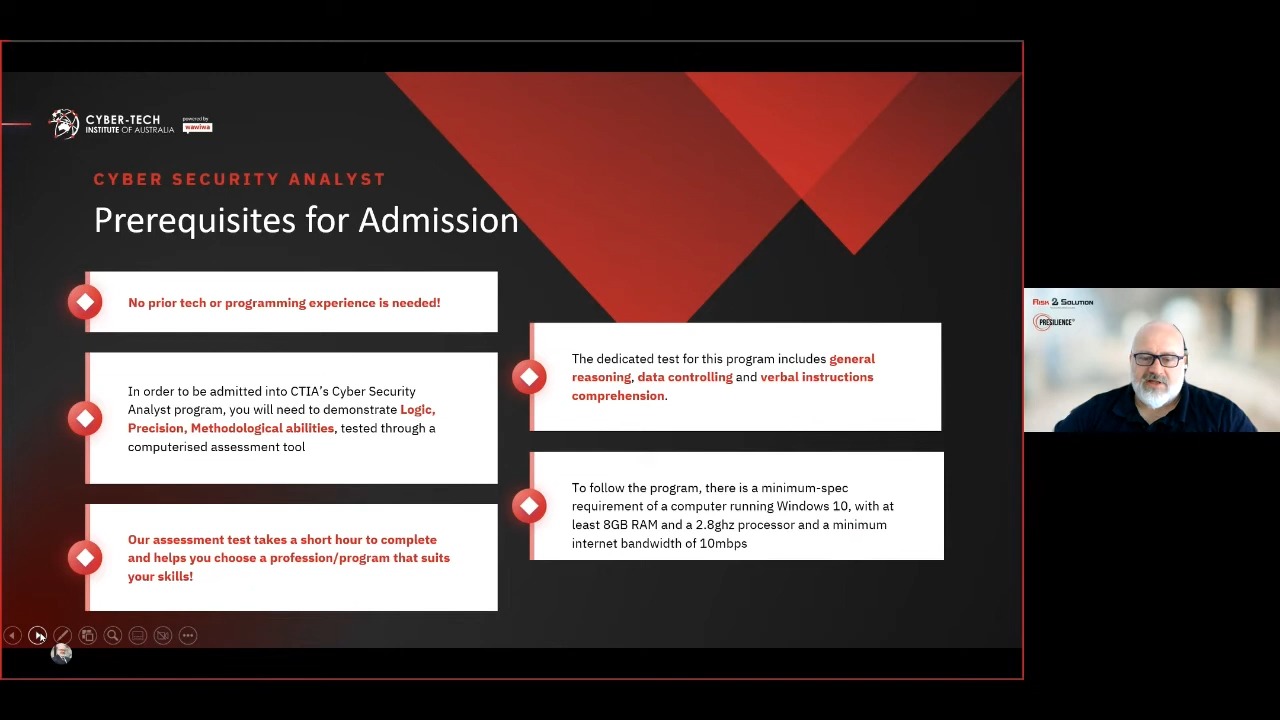 CYBER-TECH
INSTITUTE OF AUSTRALIA
powered by
wawiwa
CYBER SECURITY ANALYST
Prerequisites for Admission
No prior tech or programming experience is needed!
In order to be admitted into CTIA's Cyber Security
Analyst program, you will need to demonstrate Logic,
Precision, Methodological abilities, tested through a
computerised assessment tool
Our assessment test takes a short hour to complete
and helps you choose a profession/program that suits
your skills!
The dedicated test for this program includes general
reasoning, data controlling and verbal instructions
comprehension.
To follow the program, there is a minimum-spec
requirement of a computer running Windows 10, with at
least 8GB RAM and a 2.8ghz processor and a minimum
internet bandwidth of 10mbps
RISK 2 SOLUTION
PRESILIENCE®